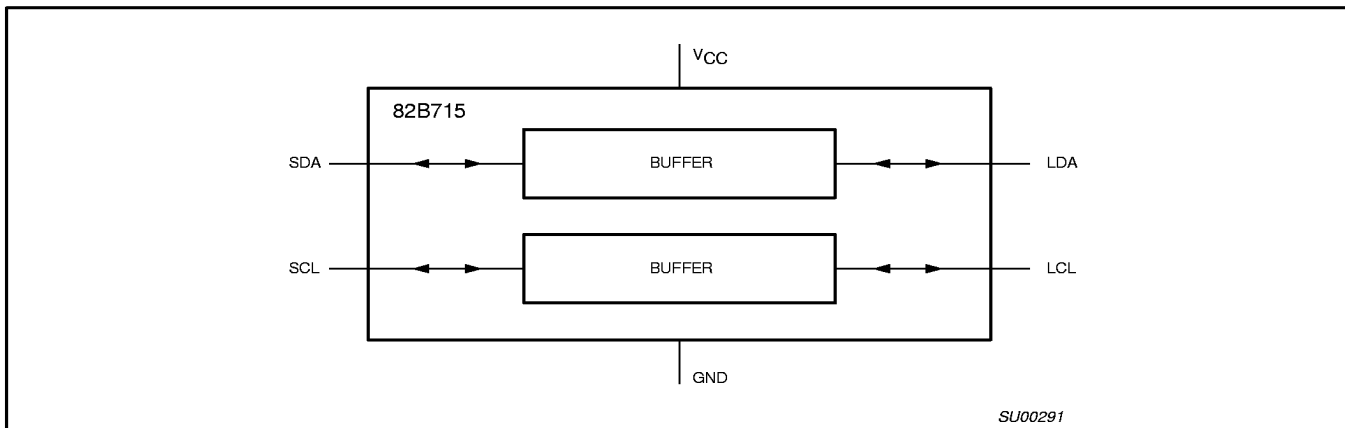 VCC
82B715
SDA BUFFER LDA
SCL BUFFER LCL
GND
SU00291